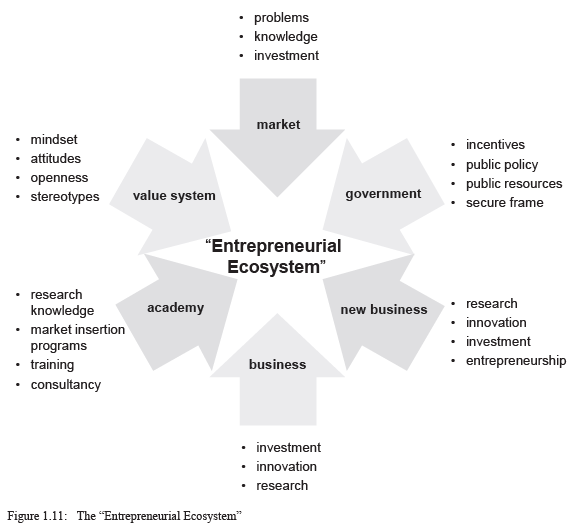 • problems
• knowledge
• investment
market
• mindset
• attitudes
• openness
• stereotypes
value system
government
• incentives
• public policy
• public resources
• secure frame
“Entrepreneurial
Ecosystem”
• research
knowledge
• market insertion
programs
• training
• consultancy
academy
new business
• research
• innovation
• investment
• entrepreneurship
business
• investment
• innovation
• research
Figure 1.11: The “Entrepreneurial Ecosystem”